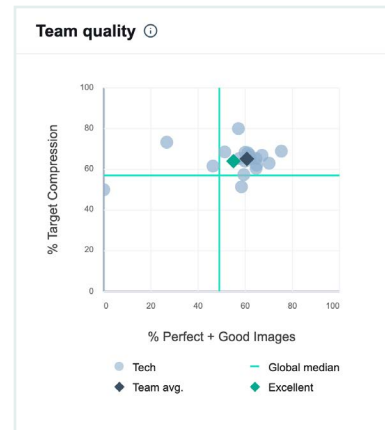 Team quality
100
80
60
40
20
0
% Target Compression
0 20 40 60 80 100
% Perfect + Good Images
Tech
Global median
Team avg.
Excellent